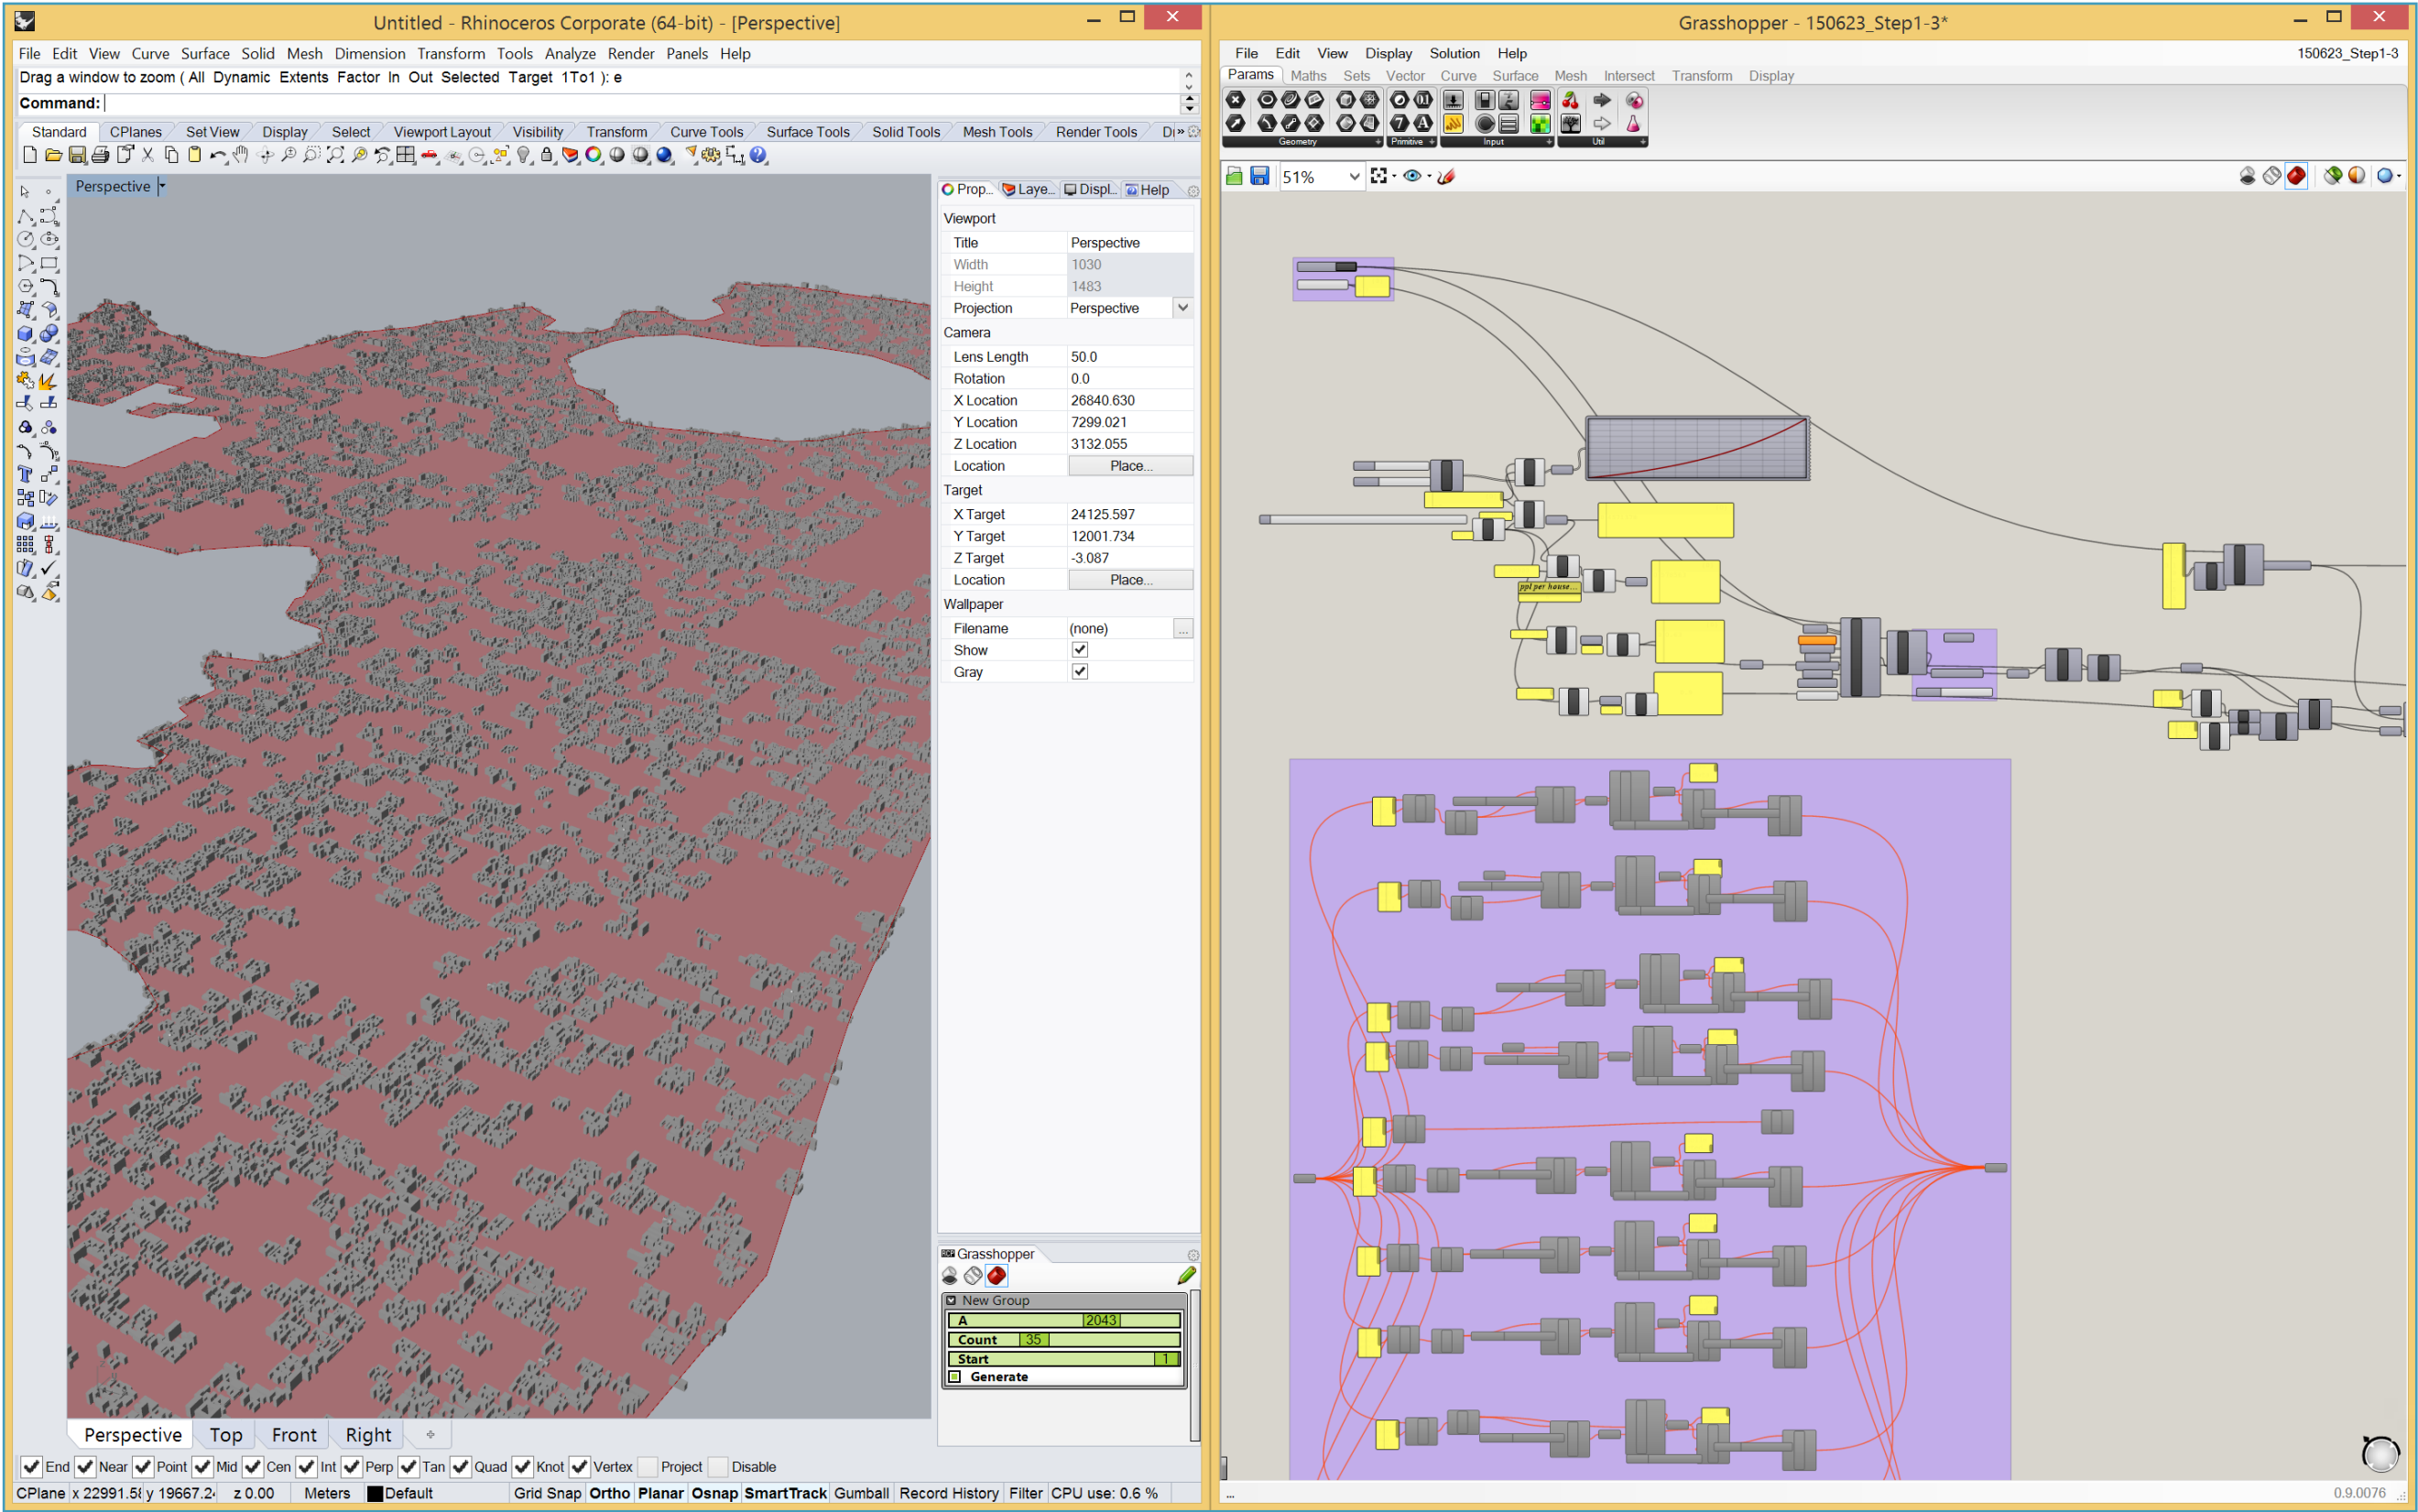 Untitled - Rhinoceros Corporate (64-bit) - [Perspective]
File Edit View Curve Surface Solid Mesh Dimension Transform Tools Analyze Render Panels Help
Drag a window to zoom ( All Dynamic Extents Factor In Out Selected Target 1To1 ): e
Command:
Standard CPlanes Set View Display Select Viewport Layout Visibility Transform Curve Tools Surface Tools Solid Tools Mesh Tools Render Tools Di »
Perspective
Prop... Laye... Displ... Help
Viewport
Title Perspective
Width 1030
Height 1483
Projection Perspective
Camera
Lens Length 50.0
Rotation 0.0
X Location 26840.630
Y Location 7299.021
Z Location 3132.055
Location Place...
Target
X Target 24125.597
Y Target 12001.734
Z Target -3.087
Location Place...
Wallpaper
Filename (none) ...
Show
Gray
Grasshopper
New Group
A 2043
Count 35
Start 1
Generate
Perspective Top Front Right
End Near Point Mid Cen Int Perp Tan Quad Knot Vertex Project Disable
CPlane x 22991.5 y 19667.2 z 0.00 Meters Default Grid Snap Ortho Planar Osnap SmartTrack Gumball Record History Filter CPU use: 0.6 %
Grasshopper - 150623_Step1-3*
File Edit View Display Solution Help 150623_Step1-3
Params Maths Sets Vector Curve Surface Mesh Intersect Transform Display
Geometry Primitive Input Util
51%
ppl per house...
... 0.9.0076